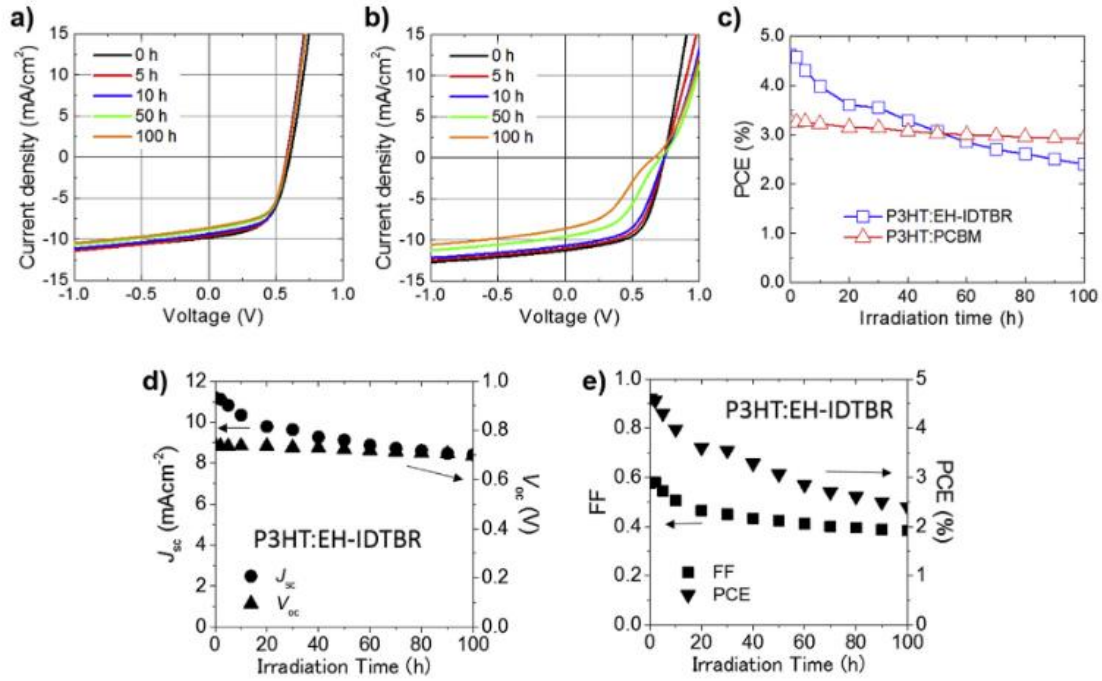 a)
Current density (mA/cm²)
15
10
5
0
-5
-10
-15
0 h
5 h
10 h
50 h
100 h
-1.0
-0.5
0.0
0.5
1.0
Voltage (V)
b)
Current density (mA/cm²)
15
10
5
0
-5
-10
-15
0 h
5 h
10 h
50 h
100 h
-1.0
-0.5
0.0
0.5
1.0
Voltage (V)
c)
PCE (%)
5.0
4.0
3.0
2.0
1.0
0.0
P3HT:EH-IDTBR
P3HT:PCBM
0
20
40
60
80
100
Irradiation time (h)
d)
Jsc (mAcm⁻²)
12
10
8
6
4
2
0
P3HT:EH-IDTBR
Jsc
Voc
1.0
0.8
0.6
0.4
0.2
0.0
Voc (V)
0
20
40
60
80
100
Irradiation Time (h)
e)
FF
1.0
0.8
0.6
0.4
0.2
0.0
P3HT:EH-IDTBR
FF
PCE
5
4
3
2
1
0
PCE (%)
0
20
40
60
80
100
Irradiation Time (h)